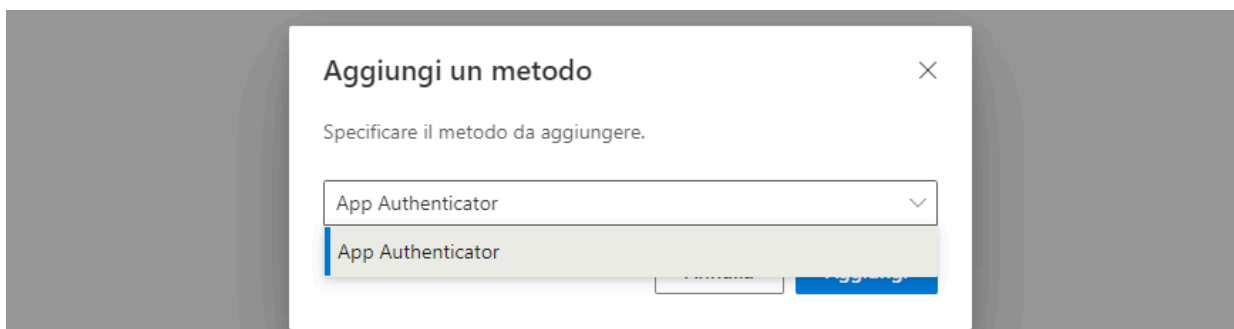 Aggiungi un metodo
Specificare il metodo da aggiungere.
App Authenticator
App Authenticator